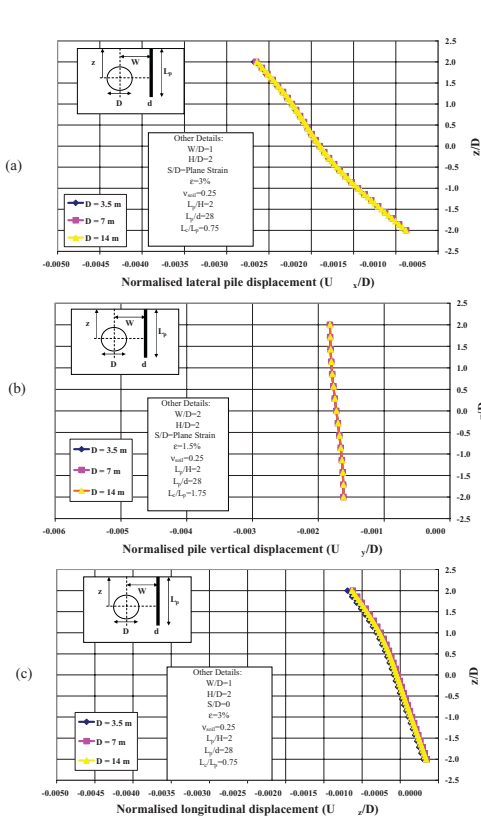 (a)
z
W
Lp
D
d
Other Details:
W/D=1
H/D=2
S/D=Plane Strain
ε=3%
νsoil=0.25
Lp/H=2
Lp/d=28
Ls/Lp=0.75
D = 3.5 m
D = 7 m
D = 14 m
2.5
2.0
1.5
1.0
0.5
0.0
-0.5
-1.0
-1.5
-2.0
-2.5
z/D
-0.0050 -0.0045 -0.0040 -0.0035 -0.0030 -0.0025 -0.0020 -0.0015 -0.0010 -0.0005
Normalised lateral pile displacement (U x/D)
(b)
z
W
Lp
D
d
Other Details:
W/D=2
H/D=2
S/D=Plane Strain
ε=1.5%
νsoil=0.25
Lp/H=2
Lp/d=28
Ls/Lp=1.75
D = 3.5 m
D = 7 m
D = 14 m
2.5
2.0
1.5
1.0
0.5
0.0
-0.5
-1.0
-1.5
-2.0
-2.5
z/D
-0.006 -0.005 -0.004 -0.003 -0.002 -0.001 0.000
Normalised pile vertical displacement (U y/D)
(c)
z
W
Lp
D
d
Other Details:
W/D=1
H/D=2
S/D=0
ε=3%
νsoil=0.25
Lp/H=2
Lp/d=28
Ls/Lp=0.75
D = 3.5 m
D = 7 m
D = 14 m
2.5
2.0
1.5
1.0
0.5
0.0
-0.5
-1.0
-1.5
-2.0
-2.5
z/D
-0.0050 -0.0045 -0.0040 -0.0035 -0.0030 -0.0025 -0.0020 -0.0015 -0.0010 -0.0005 0.0000
Normalised longitudinal displacement (U z/D)